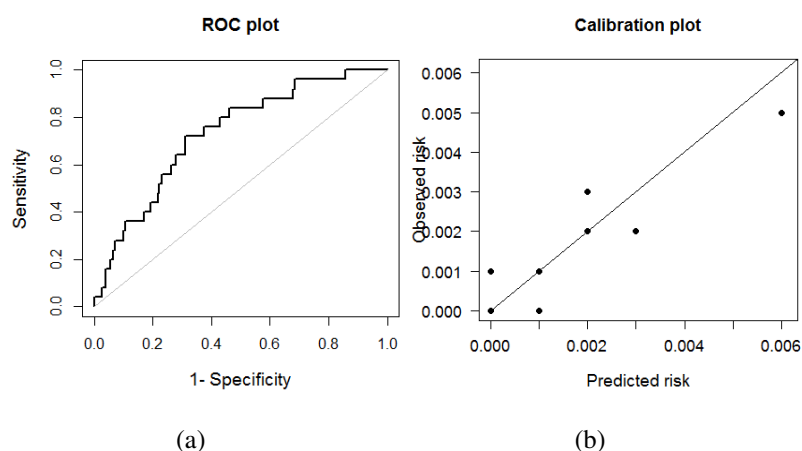 ROC plot
Sensitivity
1.0
0.8
0.6
0.4
0.2
0.0
0.0 0.2 0.4 0.6 0.8 1.0
1- Specificity
(a)
Calibration plot
Observed risk
0.006
0.005
0.004
0.003
0.002
0.001
0.000
0.000 0.002 0.004 0.006
Predicted risk
(b)